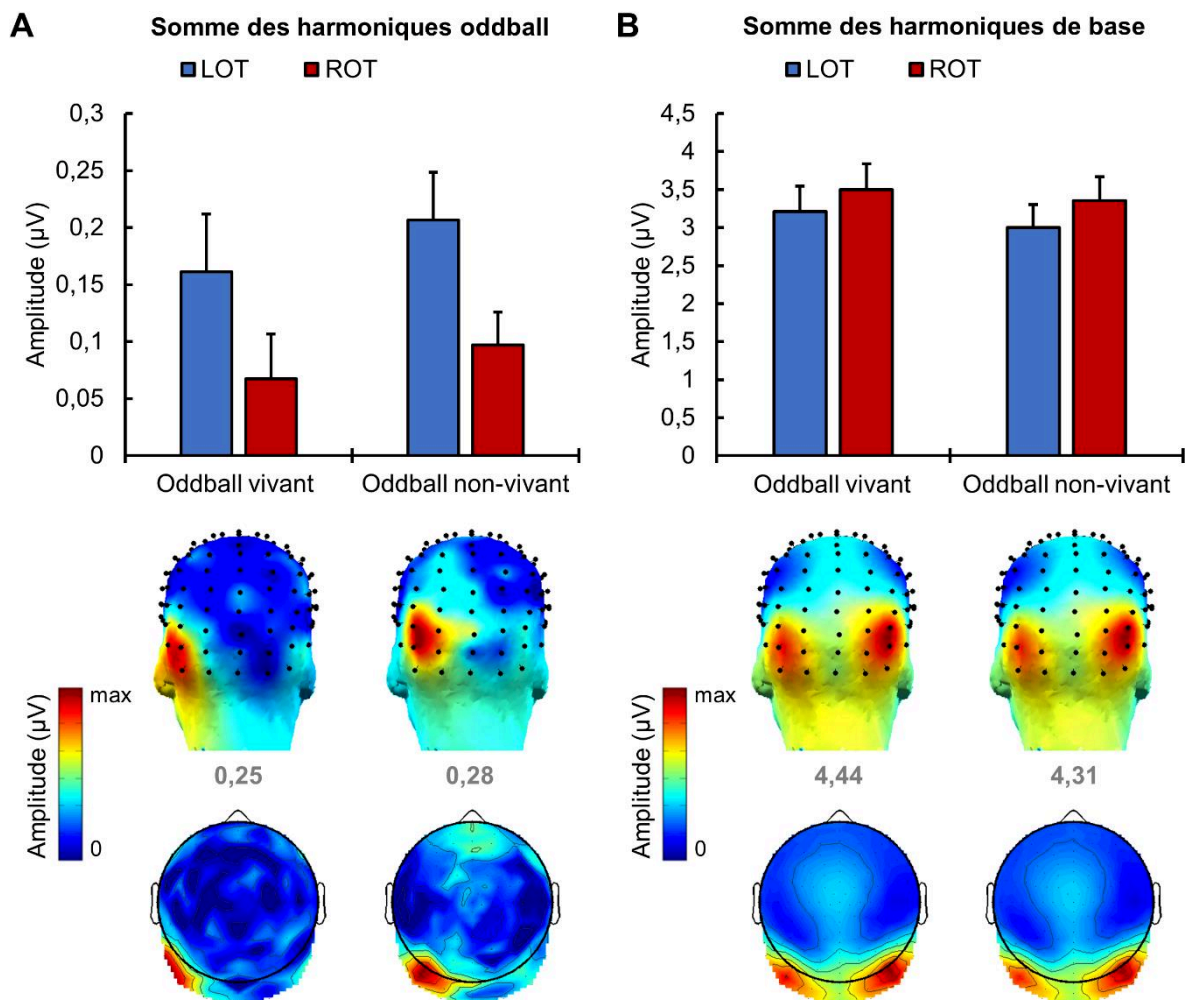 A
Somme des harmoniques oddball
LOT ROT
Amplitude (µV)
0,3
0,25
0,2
0,15
0,1
0,05
0
Oddball vivant Oddball non-vivant
Amplitude (µV)
max
0
0,25 0,28
B
Somme des harmoniques de base
LOT ROT
Amplitude (µV)
4,5
4
3,5
3
2,5
2
1,5
1
0,5
0
Oddball vivant Oddball non-vivant
Amplitude (µV)
max
0
4,44 4,31